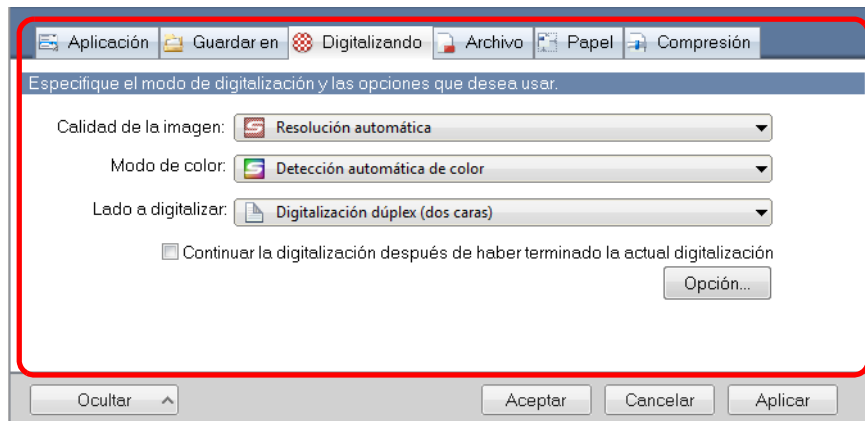 Aplicación Guardar en Digitalizando Archivo Papel Compresión
Especifique el modo de digitalización y las opciones que desea usar.
Calidad de la imagen: Resolución automática
Modo de color: Detección automática de color
Lado a digitalizar: Digitalización dúplex (dos caras)
Continuar la digitalización después de haber terminado la actual digitalización
Opción...
Ocultar Aceptar Cancelar Aplicar